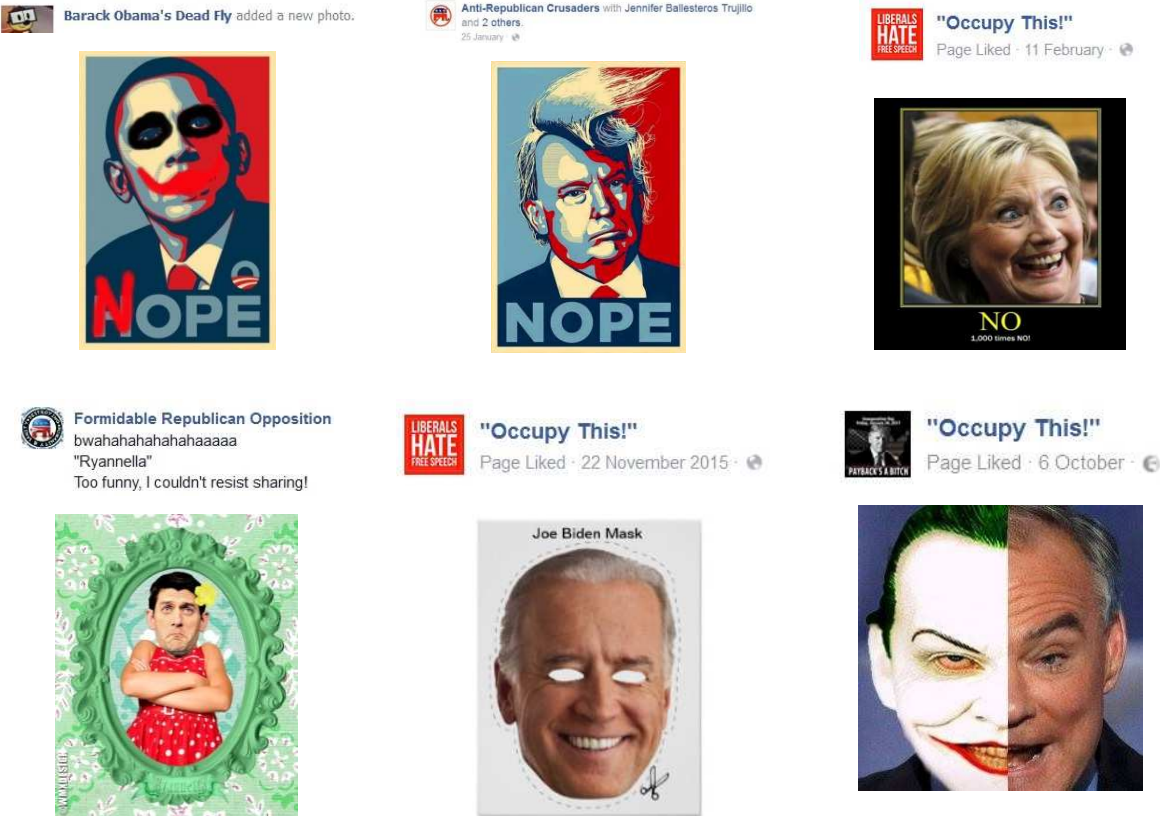 Barack Obama's Dead Fly added a new photo.
NOPE
Anti-Republican Crusaders with Jennifer Ballesteros Trujillo
and 2 others.
25 January ·
NOPE
LIBERALS
HATE
FREE SPEECH
"Occupy This!"
Page Liked · 11 February ·
NO
1,000 times NO!
Formidable Republican Opposition
bwahahahahahahaaaaa
"Ryannella"
Too funny, I couldn't resist sharing!
LIBERALS
HATE
FREE SPEECH
"Occupy This!"
Page Liked · 22 November 2015 ·
Joe Biden Mask
PAYBACK'S A BITCH
"Occupy This!"
Page Liked · 6 October ·